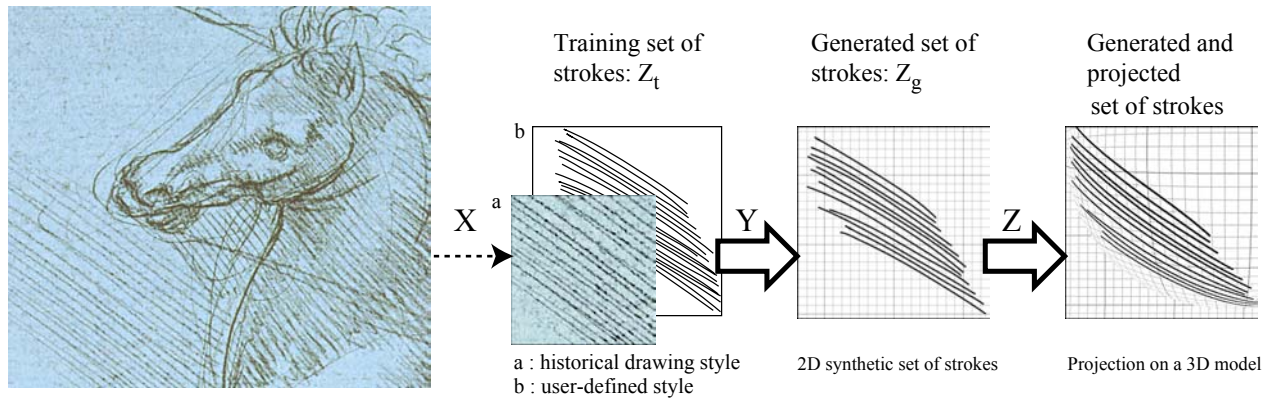 Training set of
strokes: Zt
Generated set of
strokes: Zg
Generated and
projected
set of strokes
b
a
X
Y
Z
a : historical drawing style
b : user-defined style
2D synthetic set of strokes
Projection on a 3D model